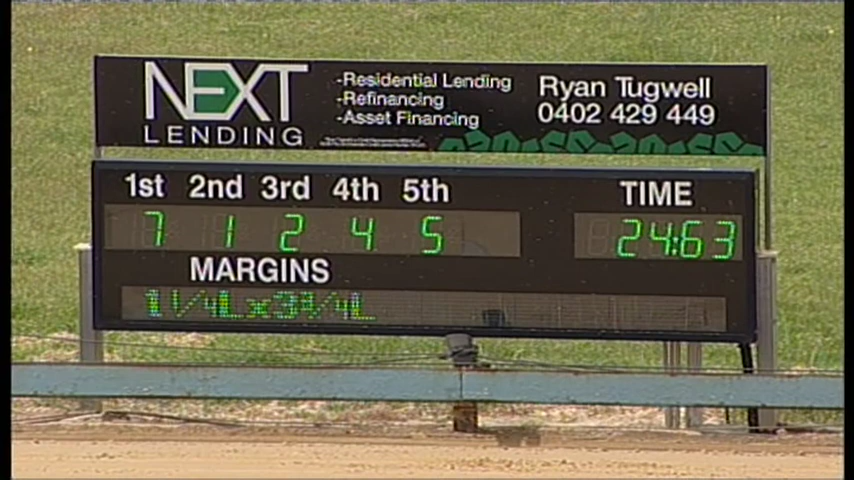 NEXT
LENDING
-Residential Lending
-Refinancing
-Asset Financing
Ryan Tugwell
0402 429 449
1st 2nd 3rd 4th 5th TIME
7 1 2 4 5 24:63
MARGINS
1 1/4L x 3 3/4L